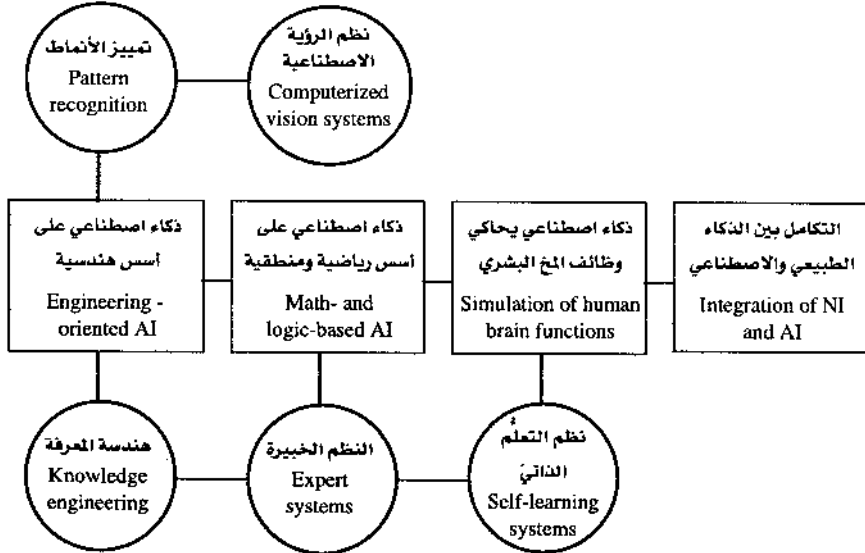 تمييز الأنماط
Pattern
recognition
نظم الرؤية
الاصطناعية
Computerized
vision systems
ذكاء اصطناعي على
أسس هندسية
Engineering -
oriented AI
ذكاء اصطناعي على
أسس رياضية ومنطقية
Math- and
logic-based AI
ذكاء اصطناعي يحاكي
وظائف المخ البشري
Simulation of human
brain functions
التكامل بين الذكاء
الطبيعي والاصطناعي
Integration of NI
and AI
هندسة المعرفة
Knowledge
engineering
النظم الخبيرة
Expert
systems
نظم التعلُّم
الذاتيّ
Self-learning
systems